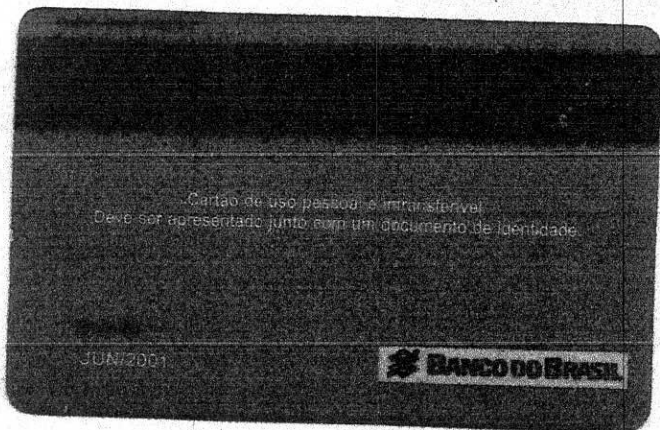 Cartão de uso pessoal e intransferível.
Deve ser apresentado junto com um documento de identidade.
JUN/2001
BANCO DO BRASIL